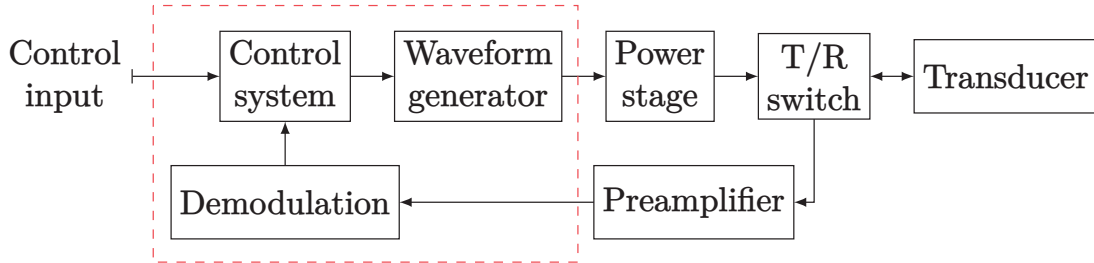 Control
input
Control
system
Waveform
generator
Power
stage
T/R
switch
Transducer
Demodulation
Preamplifier